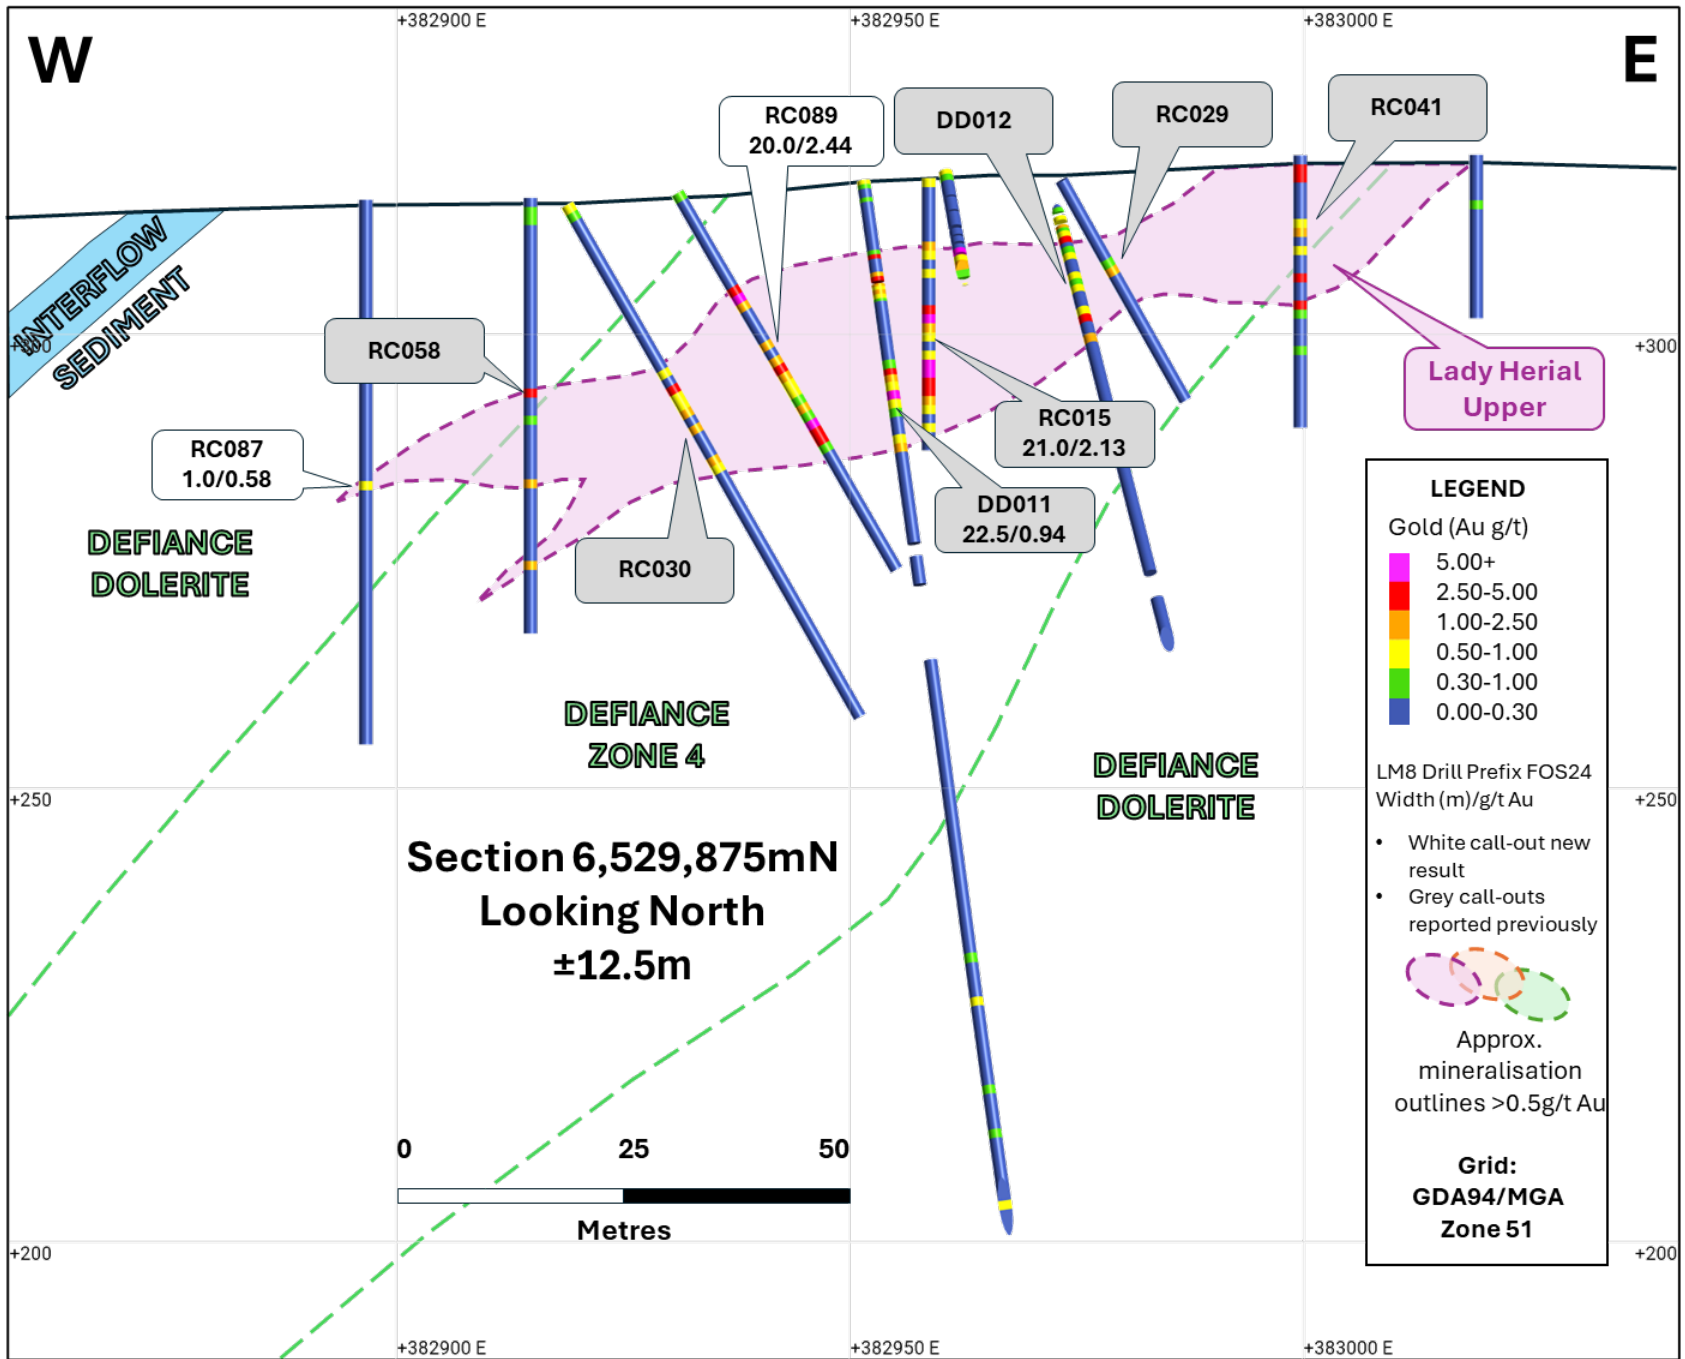 +382900 E
+382950 E
+383000 E
W
E
RC089
20.0/2.44
DD012
RC029
RC041
INTERFLOW
SEDIMENT
+300
+300
RC058
Lady Herial
Upper
RC087
1.0/0.58
RC015
21.0/2.13
DD011
22.5/0.94
RC030
DEFIANCE
DOLERITE
DEFIANCE
ZONE 4
DEFIANCE
DOLERITE
LEGEND
Gold (Au g/t)
5.00+
2.50-5.00
1.00-2.50
0.50-1.00
0.30-1.00
0.00-0.30
LM8 Drill Prefix FOS24
Width (m)/g/t Au
• White call-out new
result
• Grey call-outs
reported previously
Approx.
mineralisation
outlines >0.5g/t Au
Grid:
GDA94/MGA
Zone 51
+250
+250
Section 6,529,875mN
Looking North
±12.5m
0 25 50
Metres
+200
+200
+382900 E
+382950 E
+383000 E